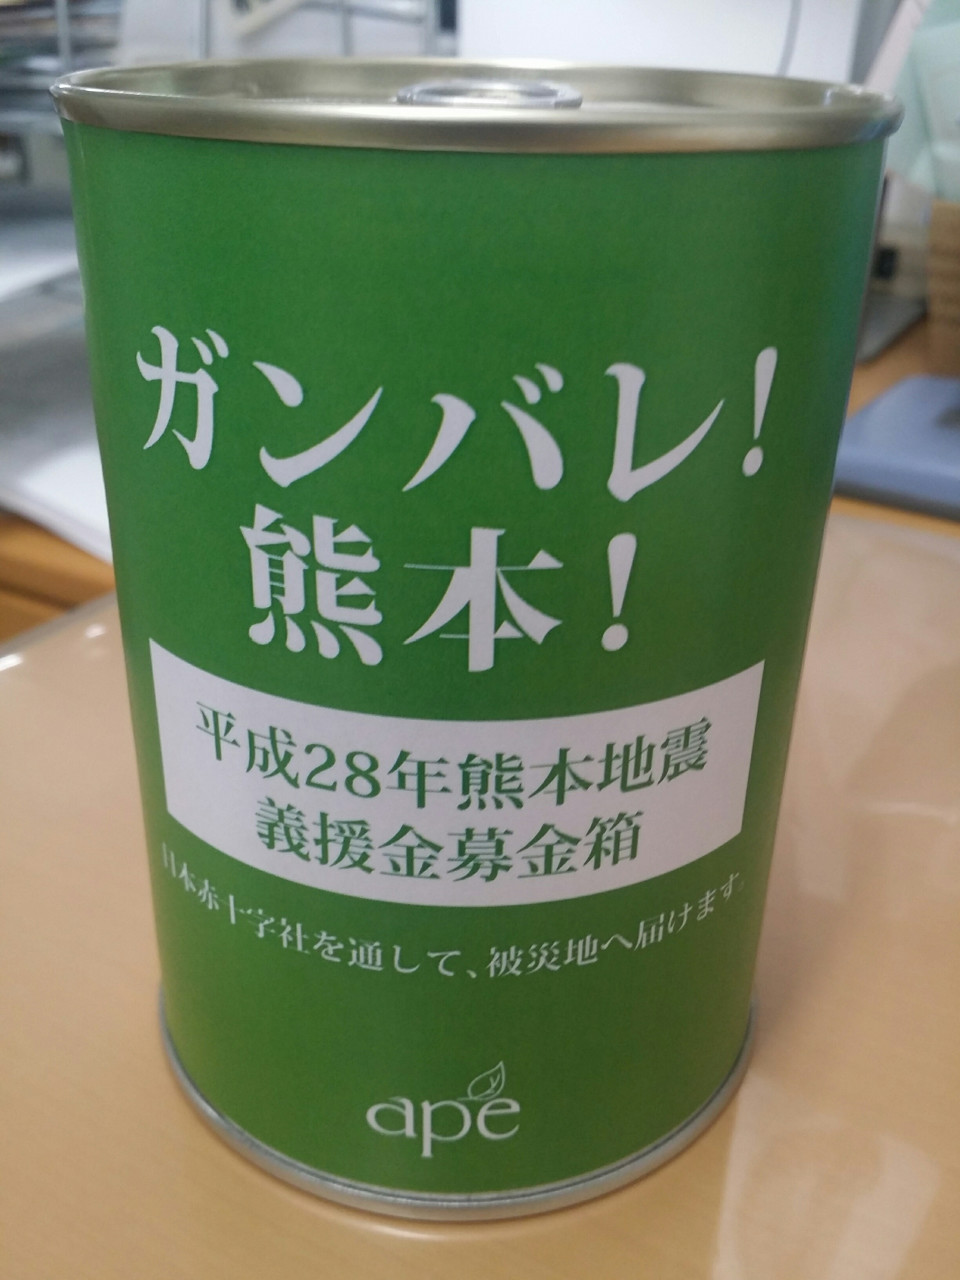 ガンバレ！
熊本！
平成28年熊本地震
義援金募金箱
日本赤十字社を通して、被災地へ届けます。
ape